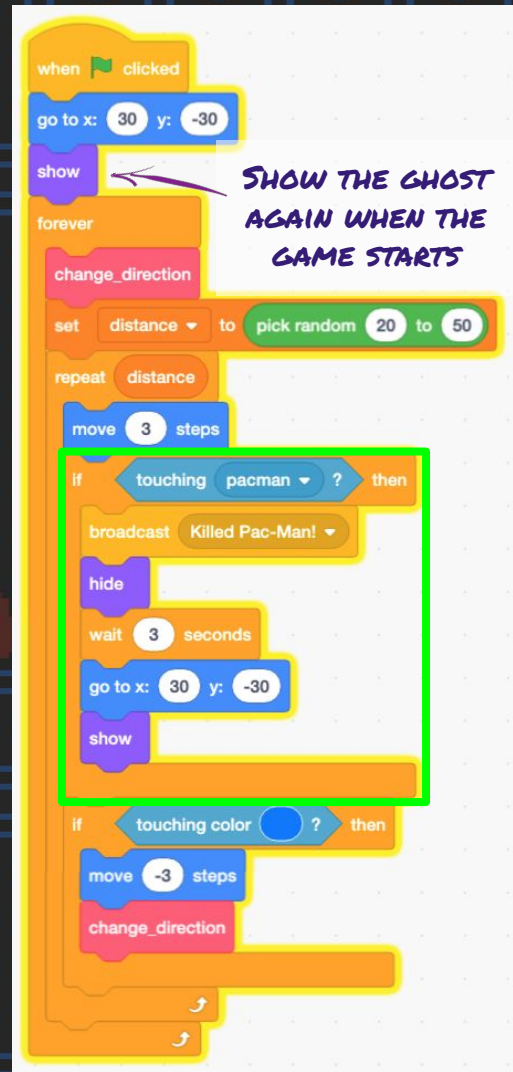 when clicked
go to x: 30 y: -30
show
SHOW THE GHOST
AGAIN WHEN THE
GAME STARTS
forever
change_direction
set distance to pick random 20 to 50
repeat distance
move 3 steps
if touching pacman ? then
broadcast Killed Pac-Man!
hide
wait 3 seconds
go to x: 30 y: -30
show
if touching color ? then
move -3 steps
change_direction